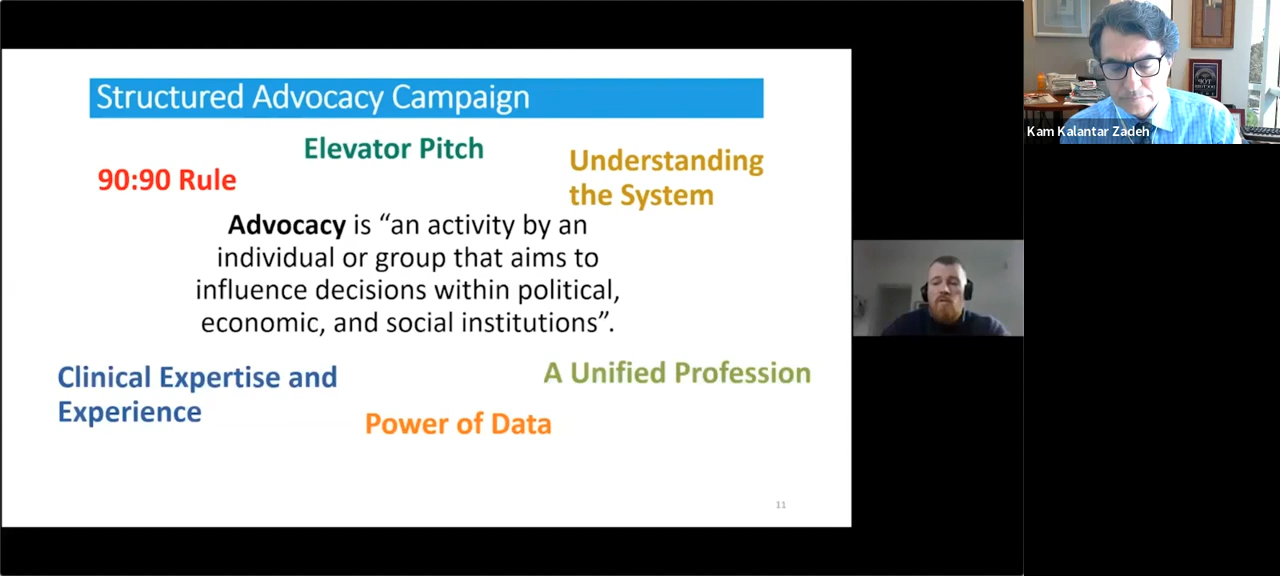 Structured Advocacy Campaign
Elevator Pitch
90:90 Rule
Understanding
the System
Advocacy is “an activity by an
individual or group that aims to
influence decisions within political,
economic, and social institutions”.
Clinical Expertise and
Experience
A Unified Profession
Power of Data
11
Kam Kalantar Zadeh